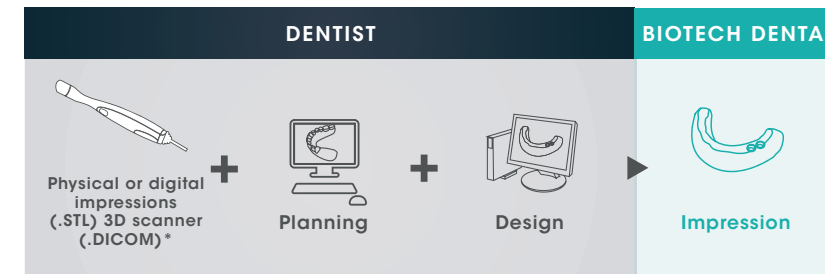 DENTIST
BIOTECH DENTA
Physical or digital
impressions
(.STL) 3D scanner
(.DICOM)*
Planning
Design
Impression